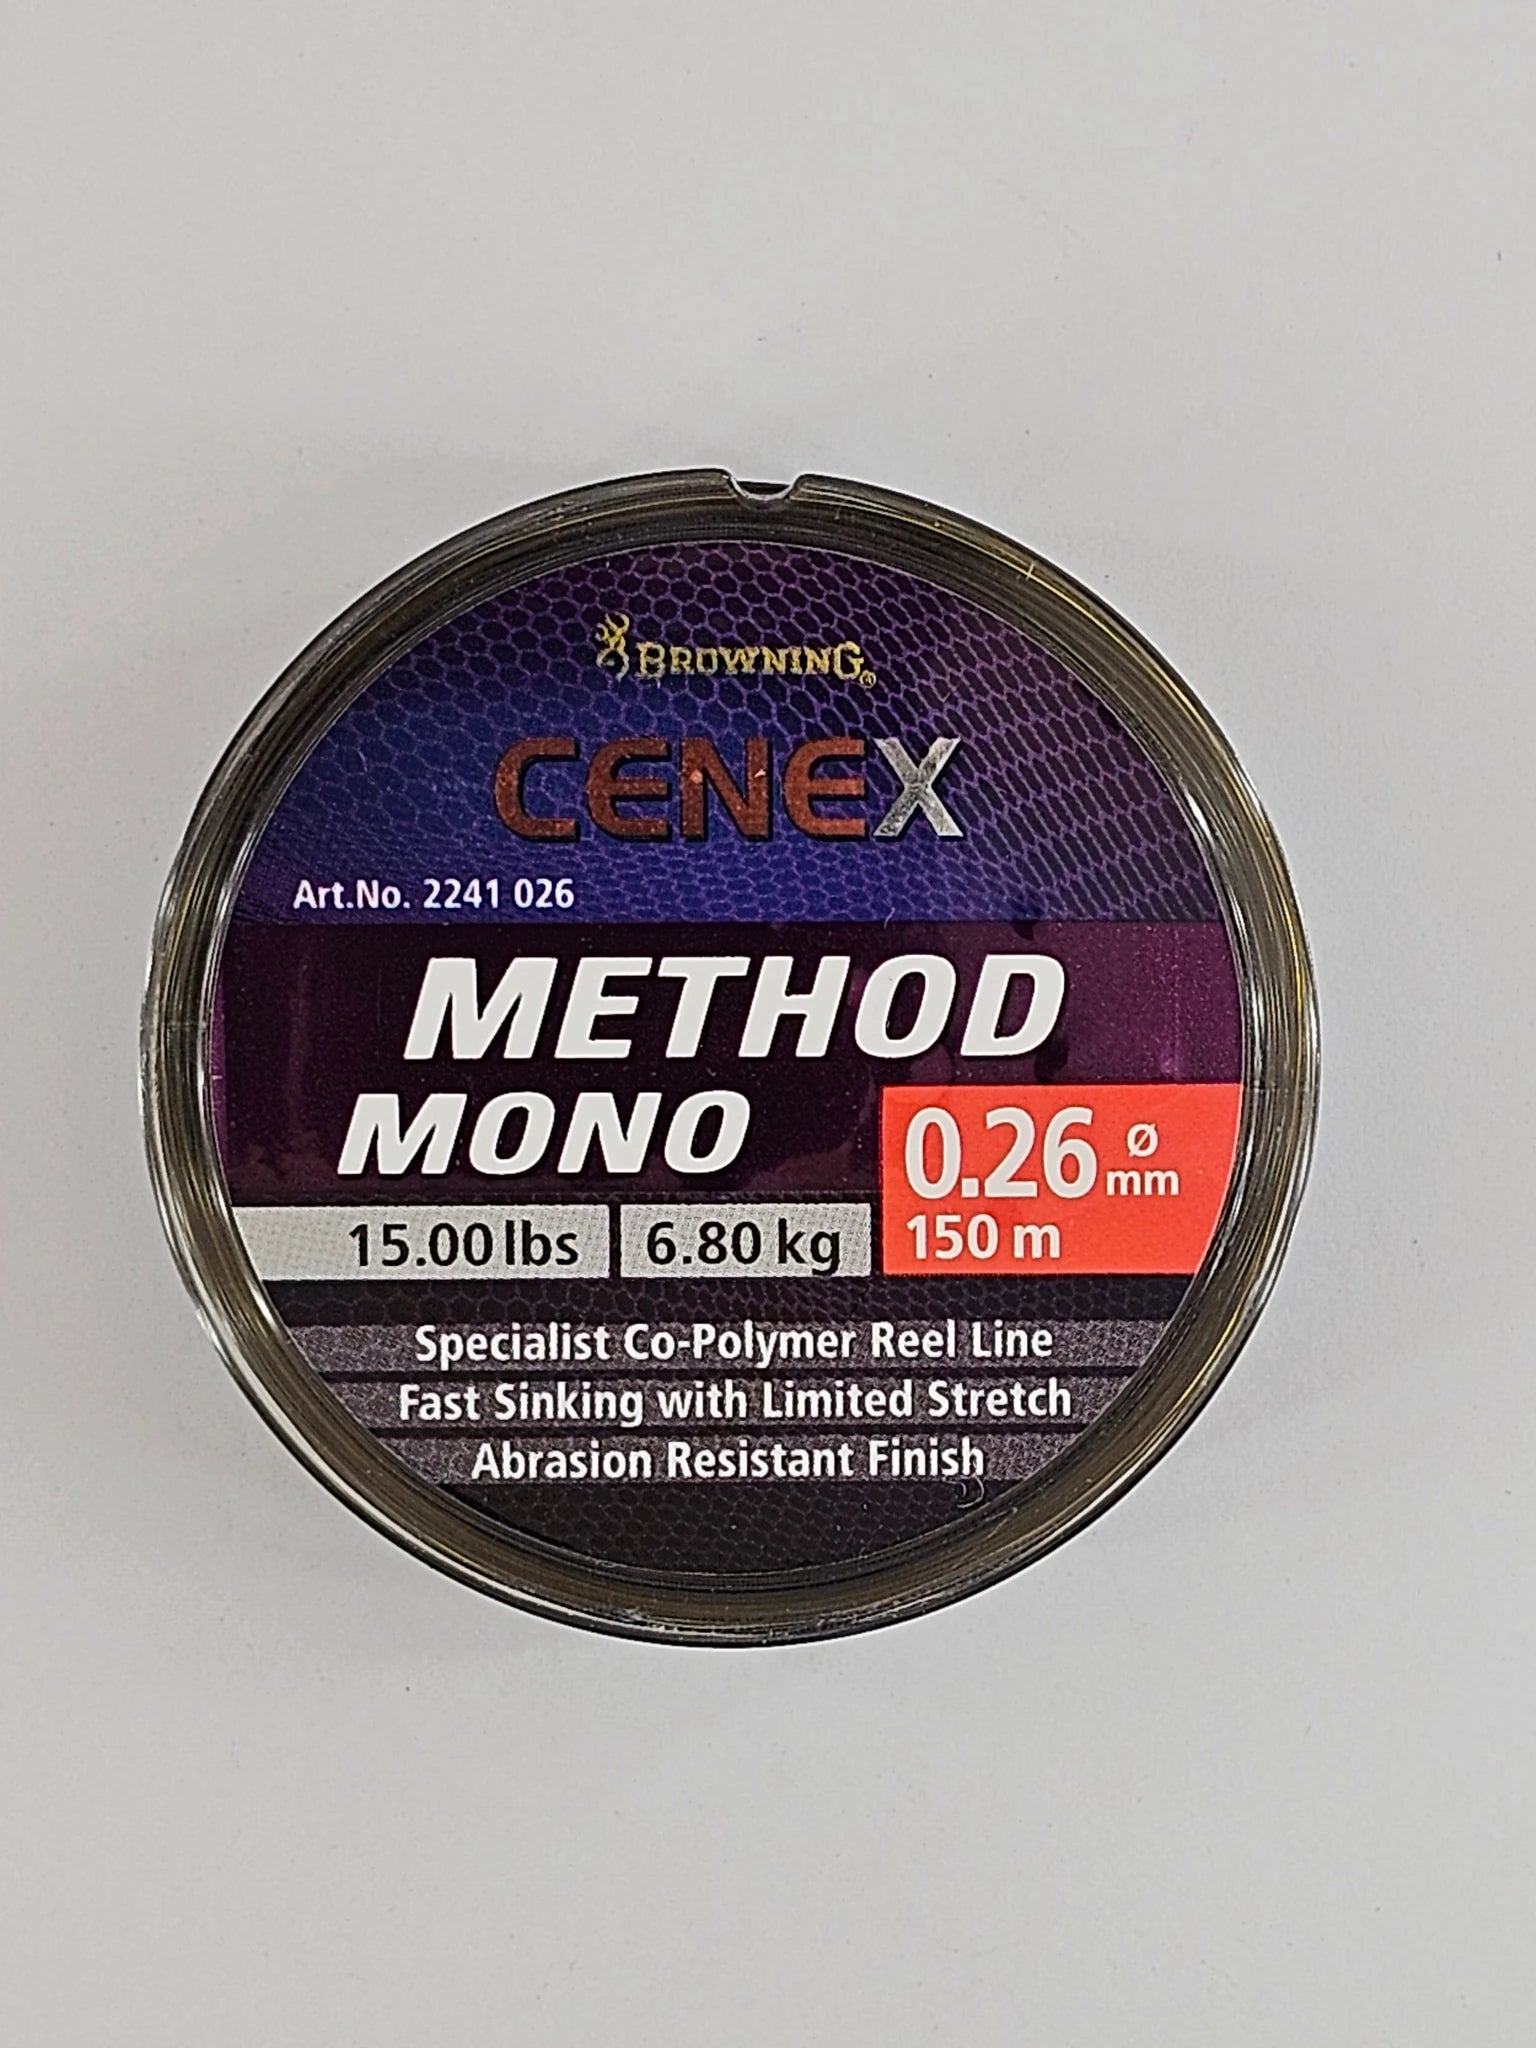 BROWNING®
CENEX
Art.No. 2241 026
METHOD
MONO
0.26 Ø mm
150 m
15.00 lbs 6.80 kg
Specialist Co-Polymer Reel Line
Fast Sinking with Limited Stretch
Abrasion Resistant Finish